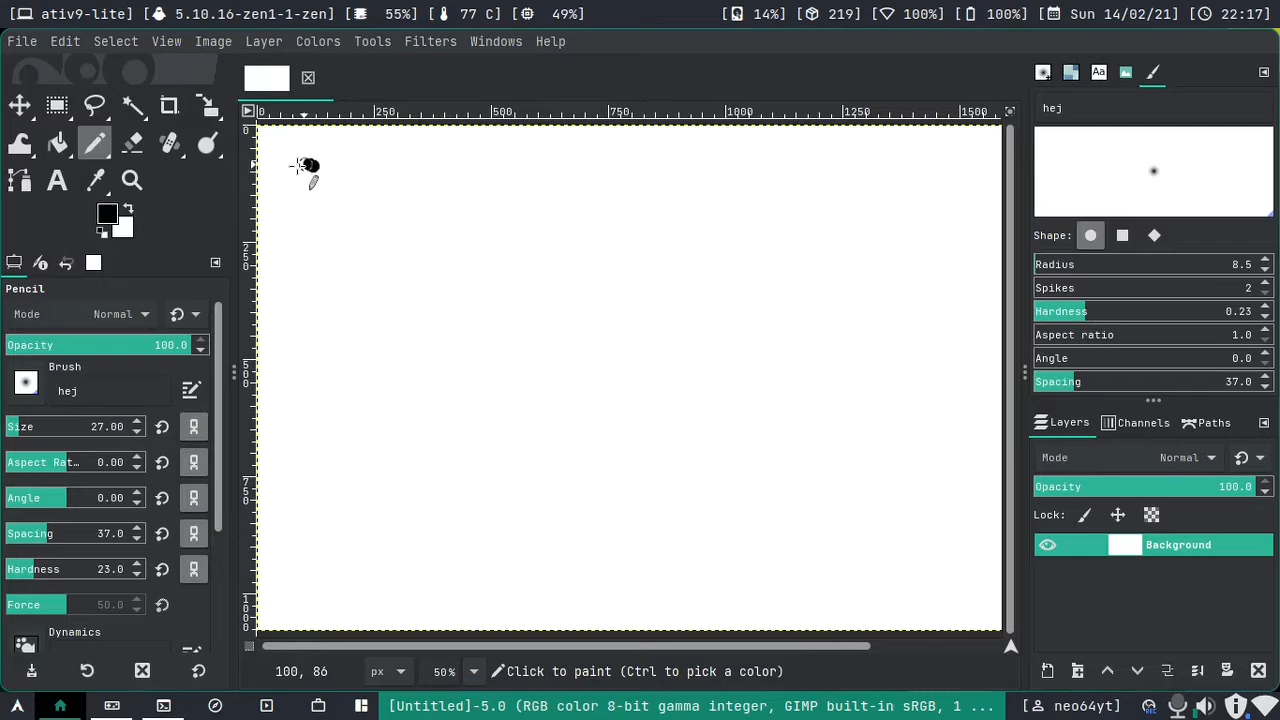 ativ9-lite 5.10.16-zen1-1-zen 55% 77 C 49% 14% 219 100% 100% Sun 14/02/21 22:17
File Edit Select View Image Layer Colors Tools Filters Windows Help
0 250 500 750 1000 1250 1500
0
250
500
750
1000
Pencil
Mode Normal
Opacity 100.0
Brush
hej
Size 27.00
Aspect Rat… 0.00
Angle 0.00
Spacing 37.0
Hardness 23.0
Force 50.0
Dynamics
100, 86 px 50% Click to paint (Ctrl to pick a color)
Aa
hej
Shape:
Radius 8.5
Spikes 2
Hardness 0.23
Aspect ratio 1.0
Angle 0.0
Spacing 37.0
Layers Channels Paths
Mode Normal
Opacity 100.0
Lock:
Background
[Untitled]-5.0 (RGB color 8-bit gamma integer, GIMP built-in sRGB, 1 ... neo64yt